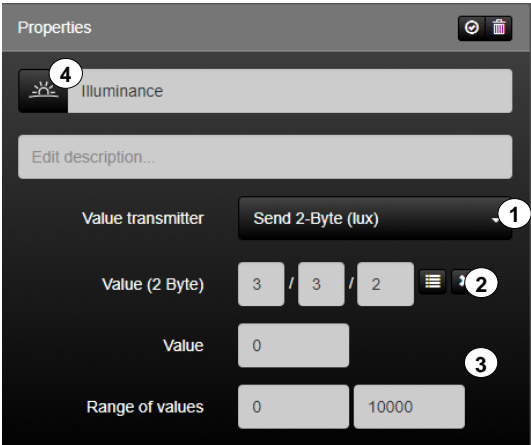 Properties
4
Illuminance
Edit description...
Value transmitter Send 2-Byte (lux) 1
Value (2 Byte) 3 / 3 / 2 2
Value 0
3
Range of values 0 10000